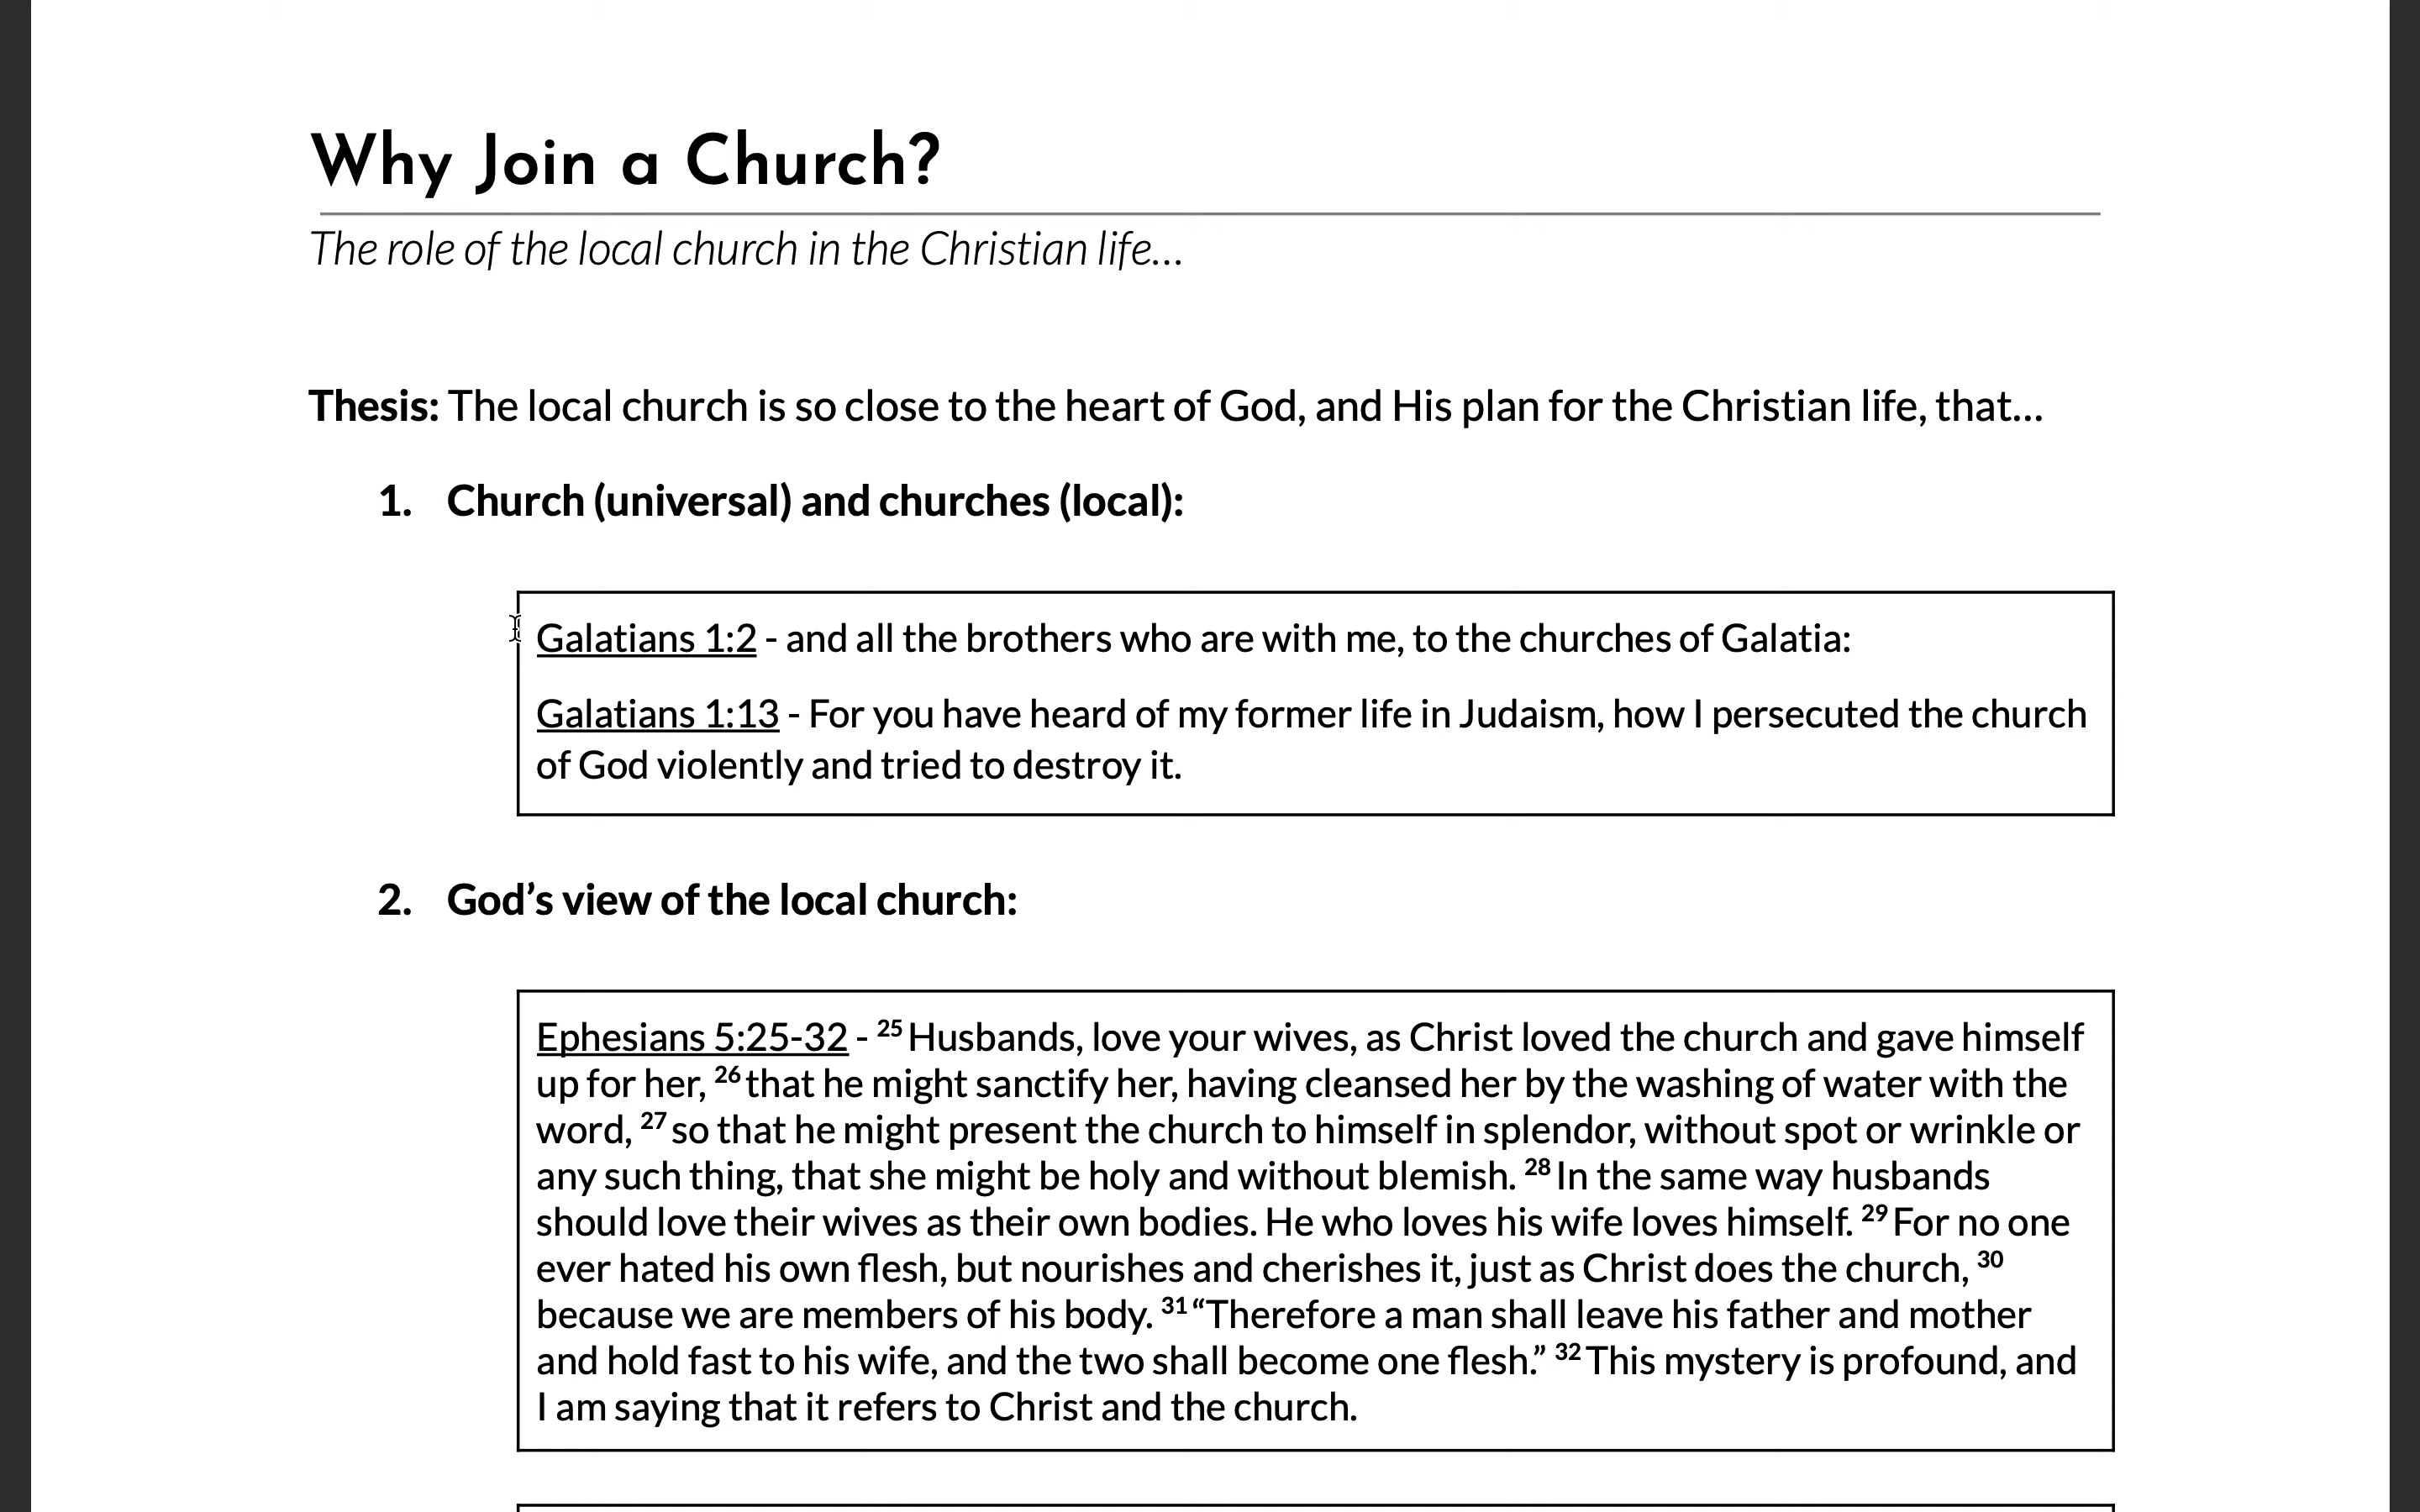 Why Join a Church?
The role of the local church in the Christian life...
Thesis: The local church is so close to the heart of God, and His plan for the Christian life, that...
1. Church (universal) and churches (local):
Galatians 1:2 - and all the brothers who are with me, to the churches of Galatia:
Galatians 1:13 - For you have heard of my former life in Judaism, how I persecuted the church
of God violently and tried to destroy it.
2. God’s view of the local church:
Ephesians 5:25-32 - 25 Husbands, love your wives, as Christ loved the church and gave himself
up for her, 26 that he might sanctify her, having cleansed her by the washing of water with the
word, 27 so that he might present the church to himself in splendor, without spot or wrinkle or
any such thing, that she might be holy and without blemish. 28 In the same way husbands
should love their wives as their own bodies. He who loves his wife loves himself. 29 For no one
ever hated his own flesh, but nourishes and cherishes it, just as Christ does the church, 30
because we are members of his body. 31 “Therefore a man shall leave his father and mother
and hold fast to his wife, and the two shall become one flesh.” 32 This mystery is profound, and
I am saying that it refers to Christ and the church.